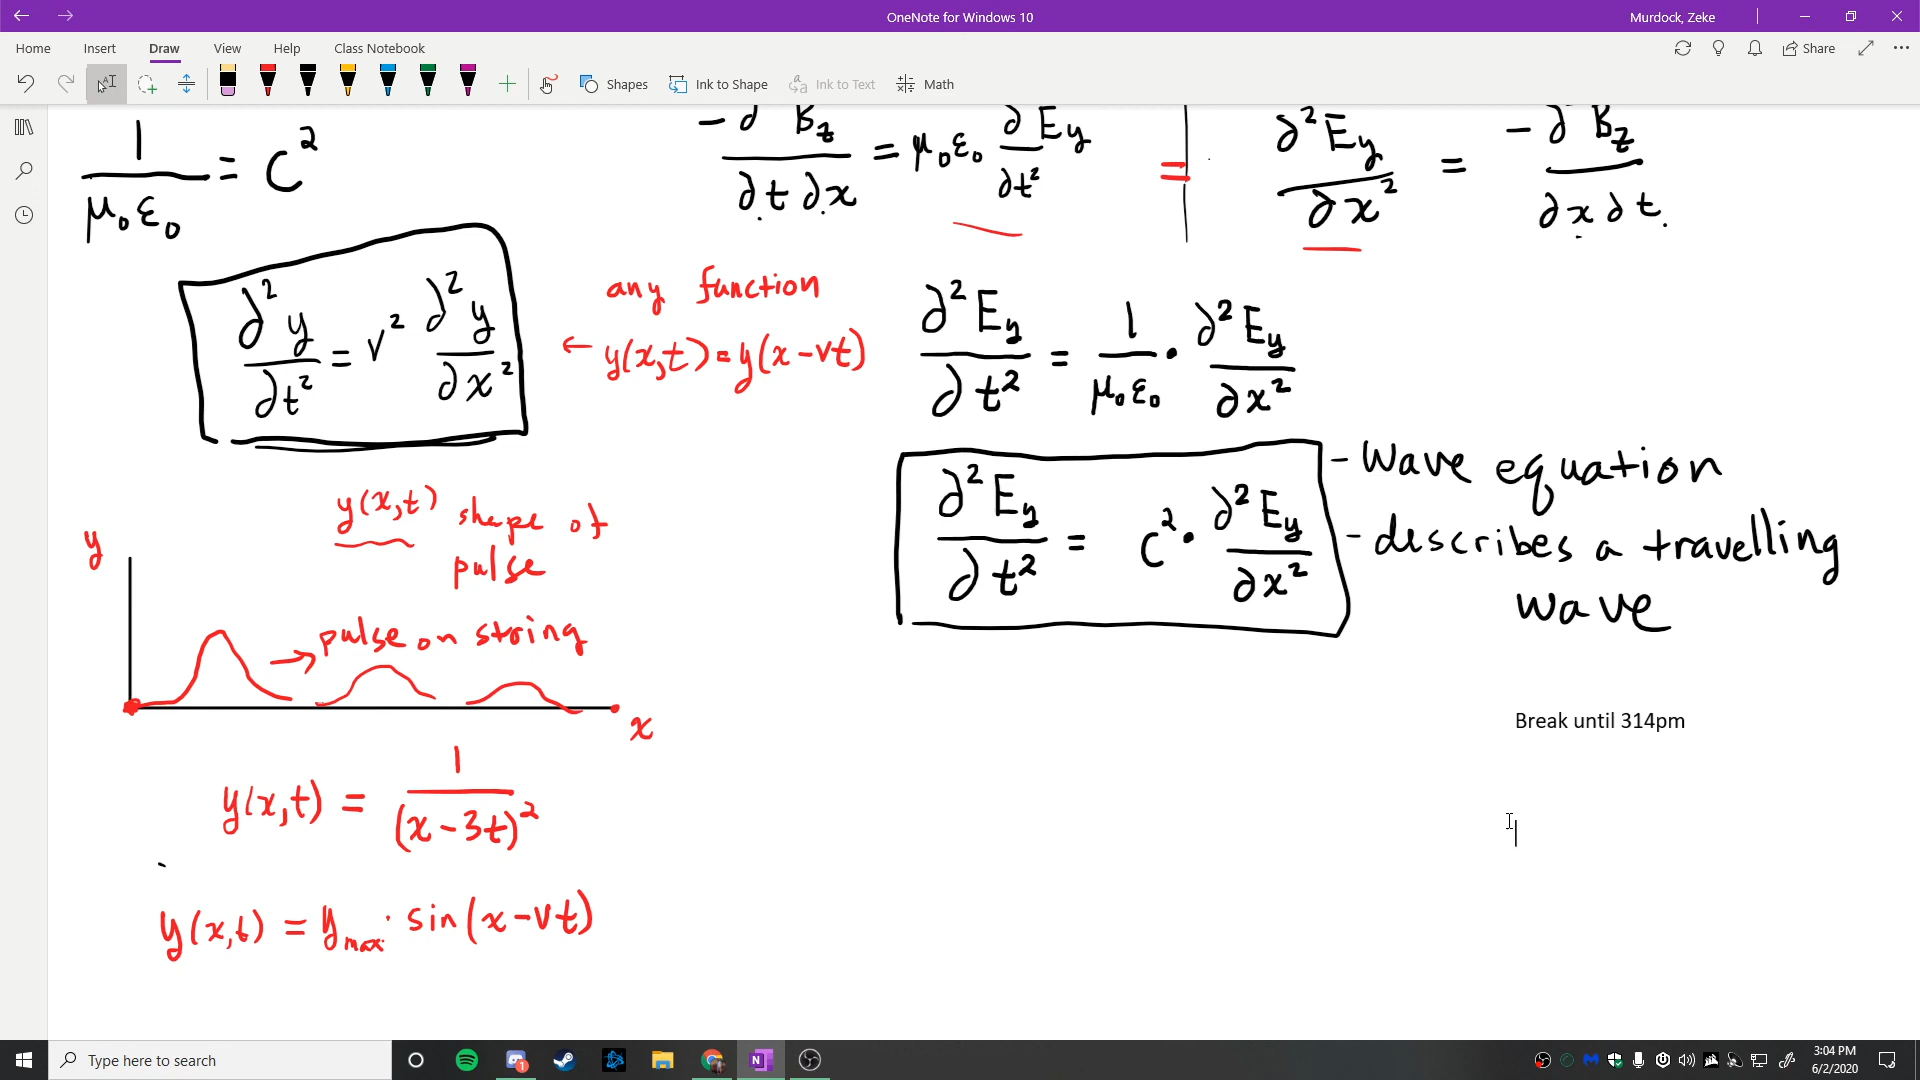 OneNote for Windows 10
Murdock, Zeke
Home Insert Draw View Help Class Notebook
Share
Shapes Ink to Shape Ink to Text Math
1/μ₀ε₀ = c²
-∂²B_z/∂t∂x = μ₀ε₀ ∂²E_y/∂t² = ∂²E_y/∂x² = -∂²B_z/∂x∂t
∂²y/∂t² = v² ∂²y/∂x²
any function
← y(x,t) = y(x-vt)
∂²E_y/∂t² = 1/μ₀ε₀ · ∂²E_y/∂x²
∂²E_y/∂t² = c² · ∂²E_y/∂x²
- Wave equation
- describes a travelling
wave
y(x,t) shape of
pulse
y
→ pulse on string
x
Break until 314pm
y(x,t) = 1/(x-3t)²
y(x,t) = y_max · sin(x-vt)
Type here to search
3:04 PM
6/2/2020